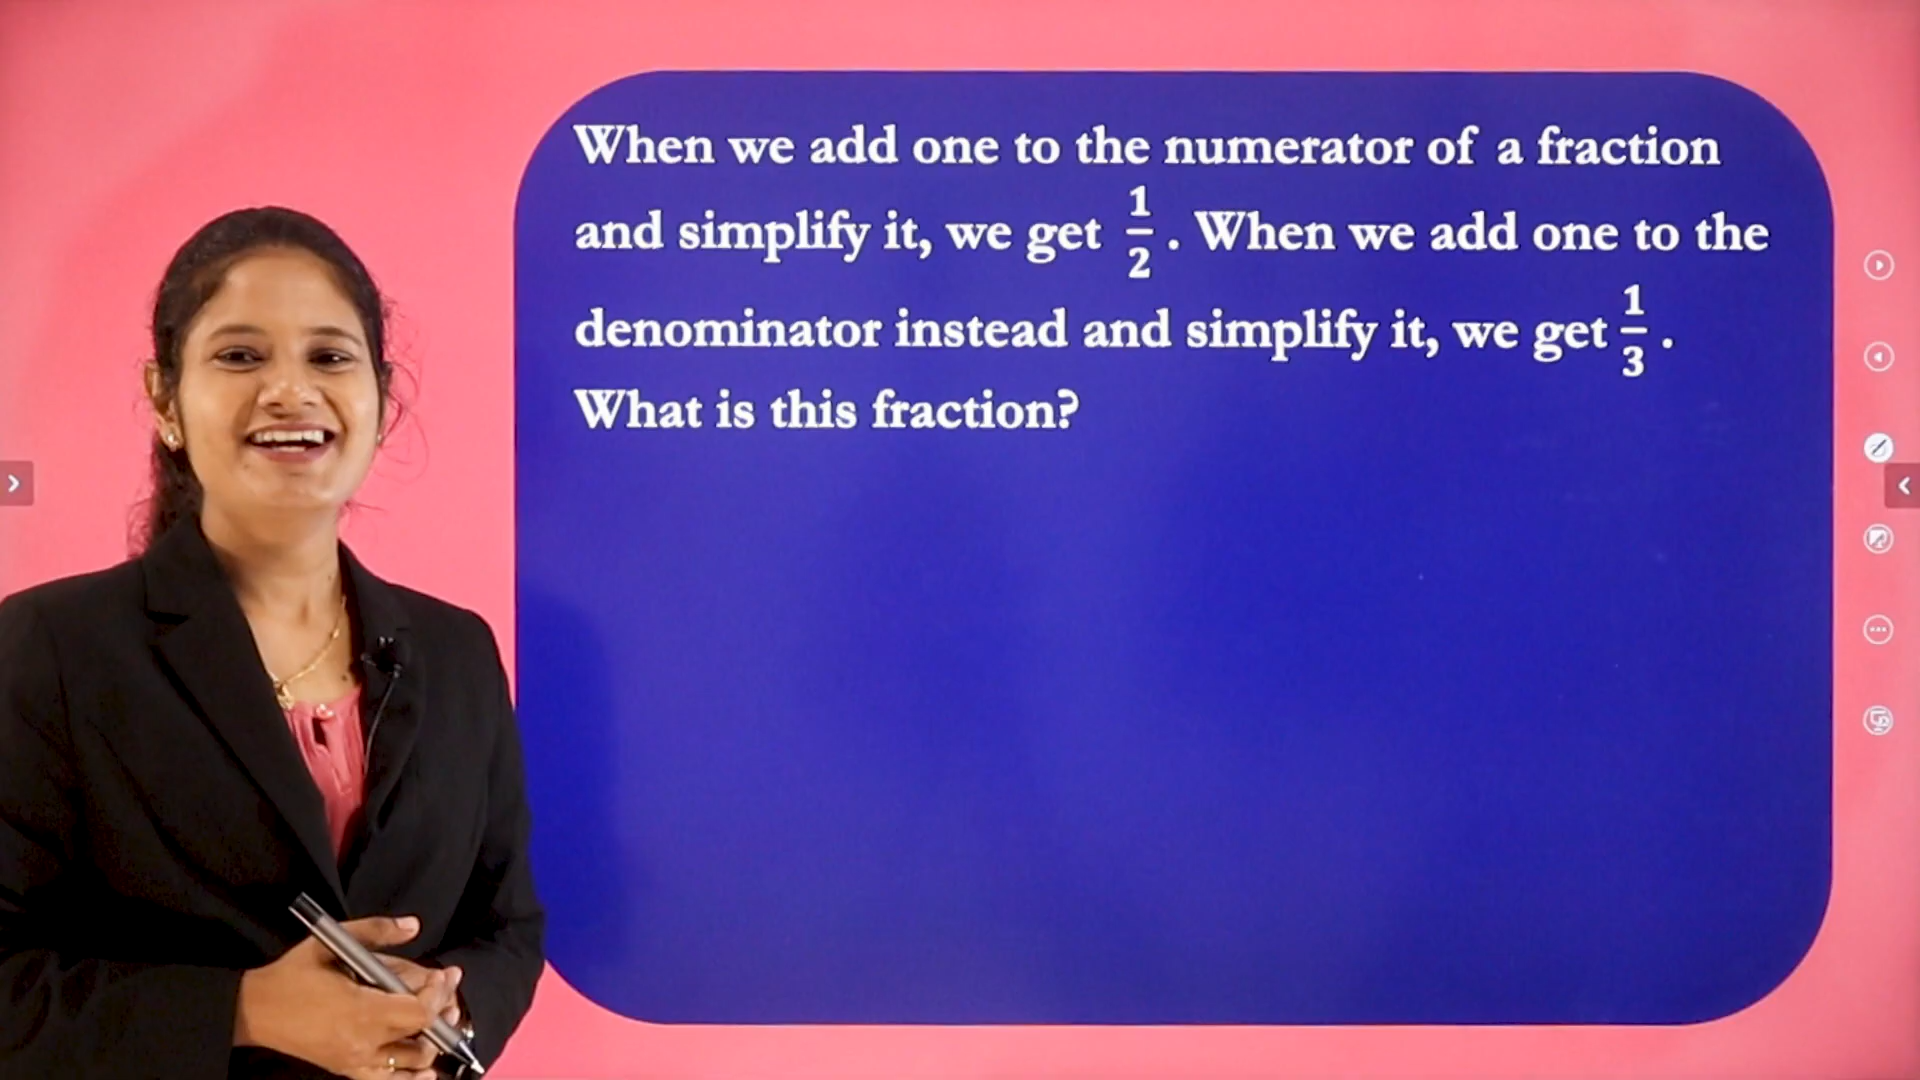 When we add one to the numerator of a fraction
and simplify it, we get 1/2. When we add one to the
denominator instead and simplify it, we get 1/3.
What is this fraction?